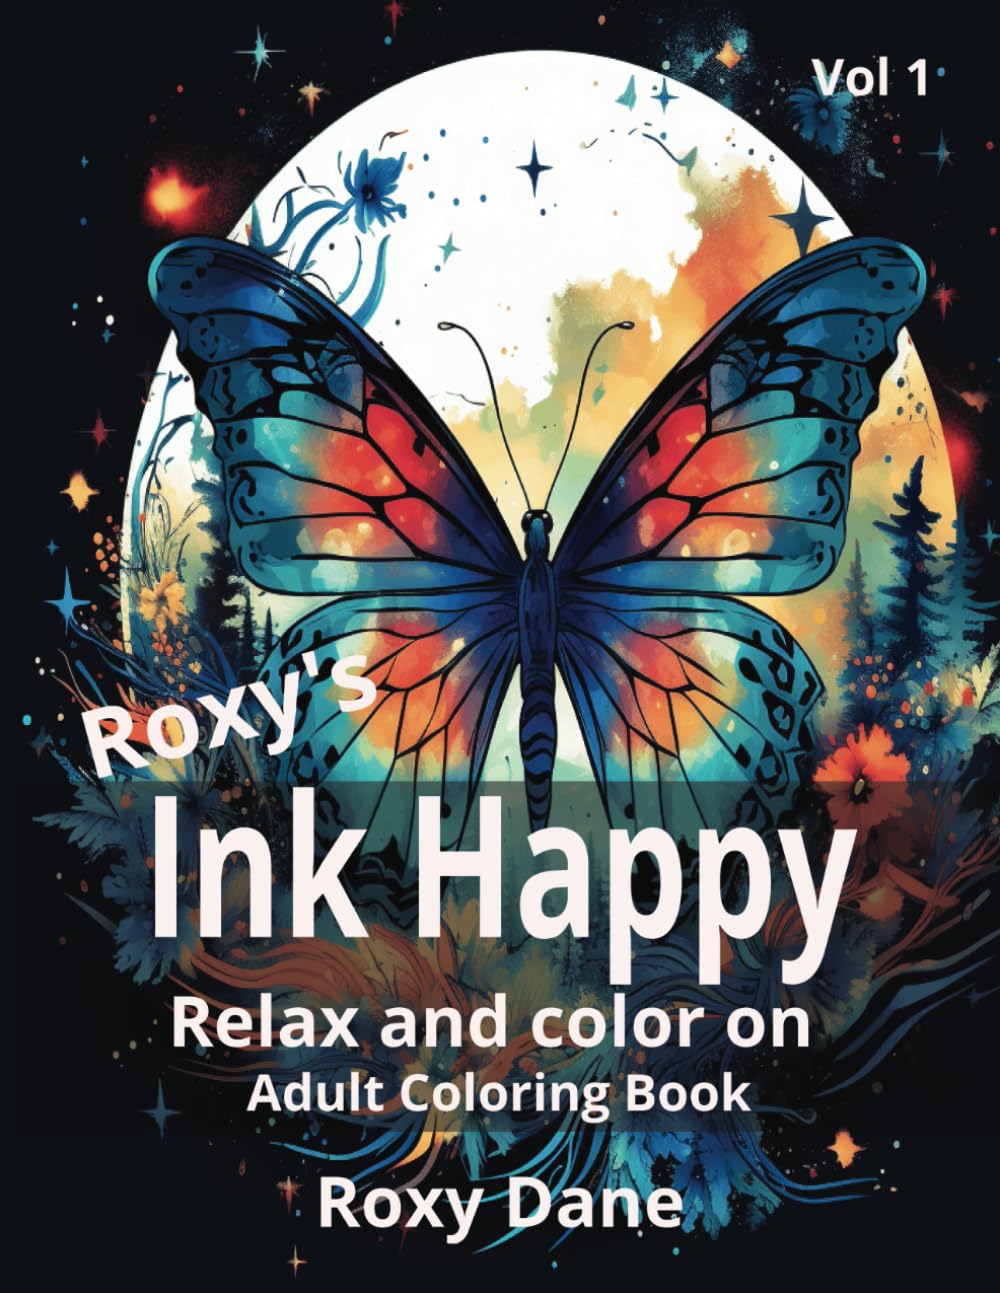 Vol 1
Roxy's
Ink Happy
Relax and color on
Adult Coloring Book
Roxy Dane